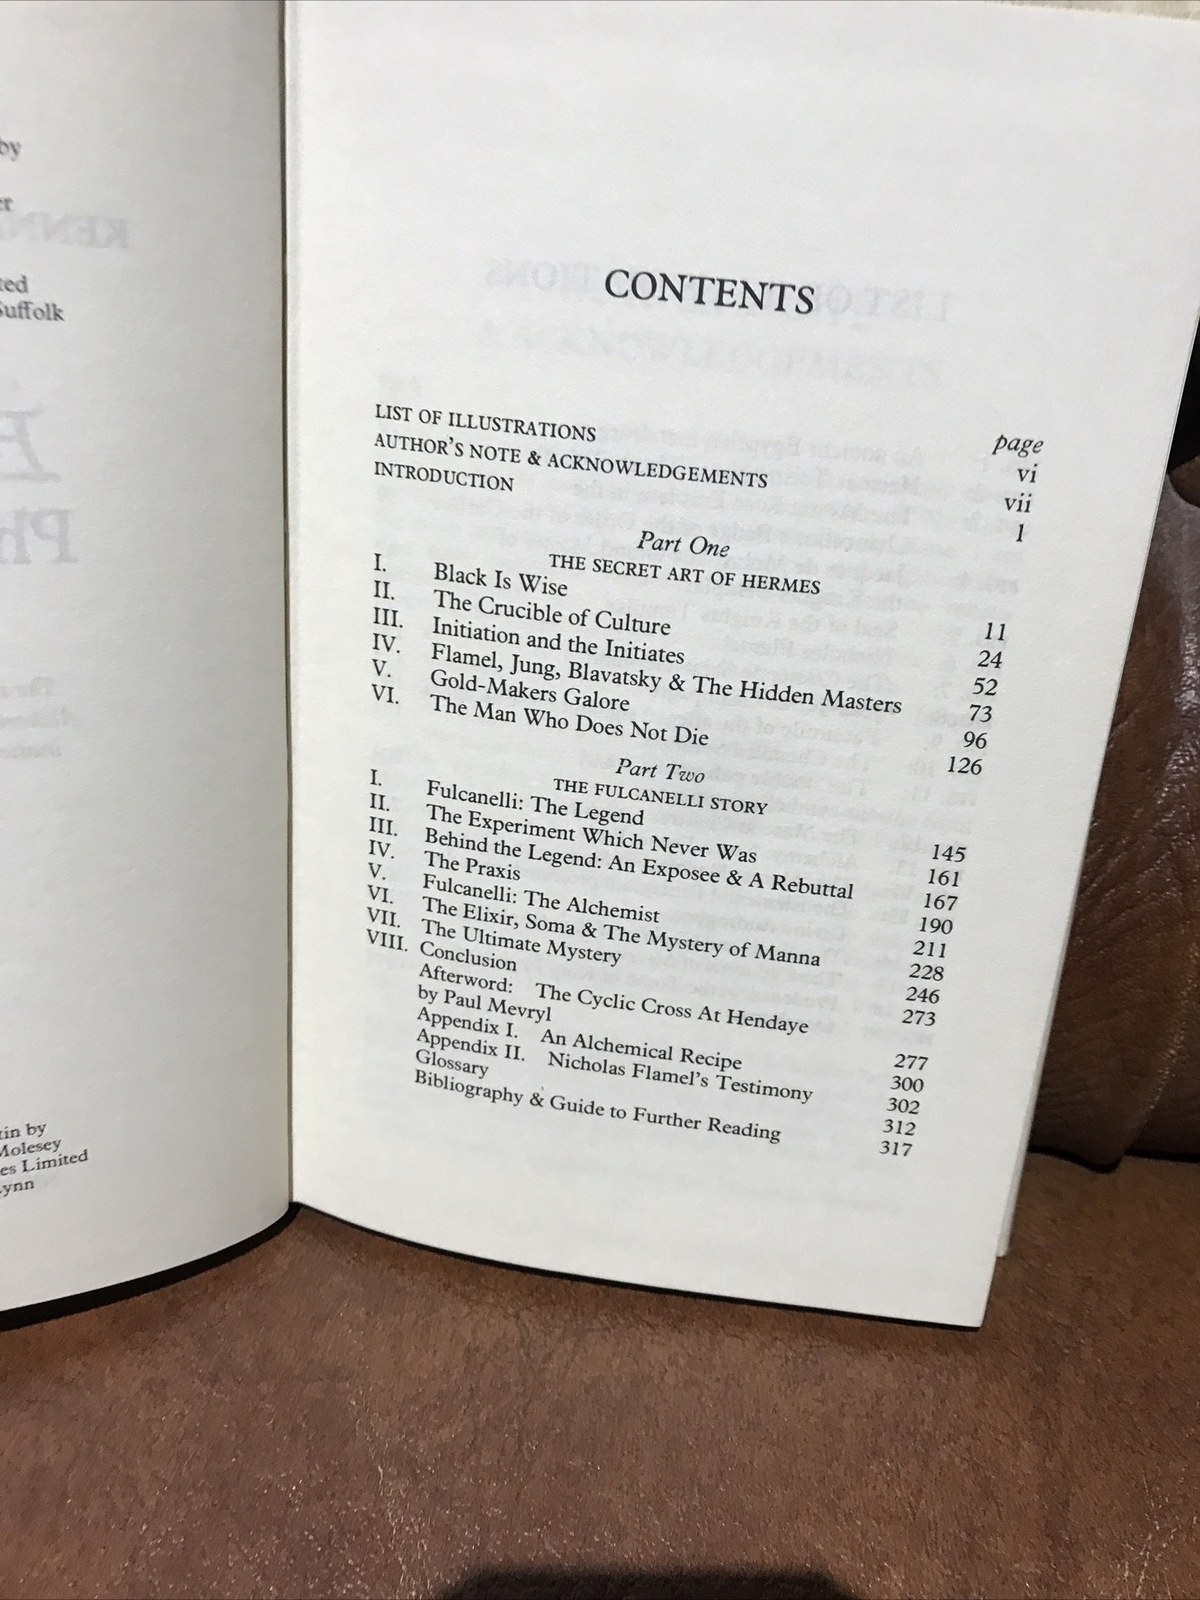 by
er
ted
Suffolk
tin by
Molesey
es Limited
Lynn
CONTENTS
page
LIST OF ILLUSTRATIONS vi
AUTHOR'S NOTE & ACKNOWLEDGEMENTS vii
INTRODUCTION 1
Part One
THE SECRET ART OF HERMES
I. Black Is Wise 11
II. The Crucible of Culture 24
III. Initiation and the Initiates 52
IV. Flamel, Jung, Blavatsky & The Hidden Masters 73
V. Gold-Makers Galore 96
VI. The Man Who Does Not Die 126
Part Two
THE FULCANELLI STORY
I. Fulcanelli: The Legend 145
II. The Experiment Which Never Was 161
III. Behind the Legend: An Exposee & A Rebuttal 167
IV. The Praxis 190
V. Fulcanelli: The Alchemist 211
VI. The Elixir, Soma & The Mystery of Manna 228
VII. The Ultimate Mystery 246
VIII. Conclusion 273
Afterword: The Cyclic Cross At Hendaye
by Paul Mevryl 277
Appendix I. An Alchemical Recipe 300
Appendix II. Nicholas Flamel's Testimony 302
Glossary 312
Bibliography & Guide to Further Reading 317